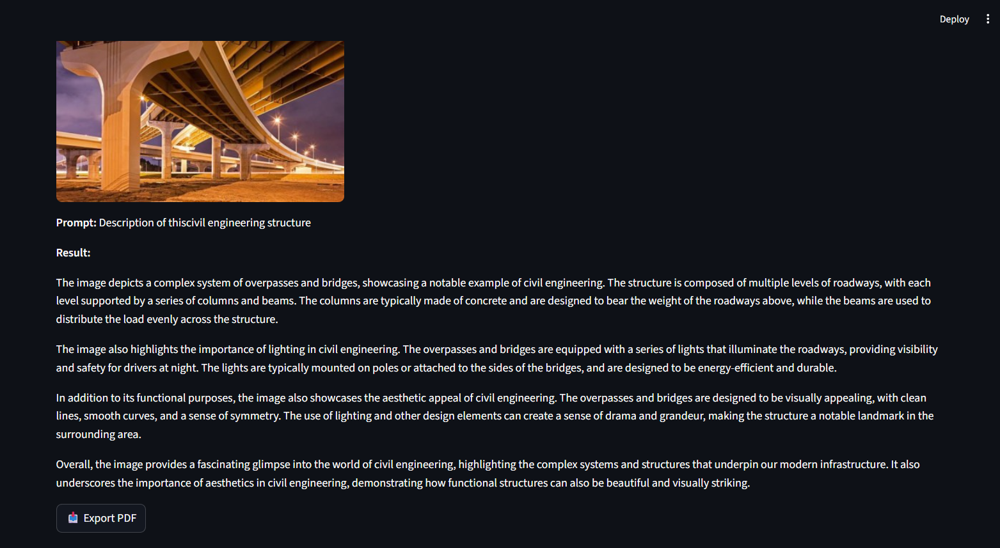 Deploy
Prompt: Description of thiscivil engineering structure
Result:
The image depicts a complex system of overpasses and bridges, showcasing a notable example of civil engineering. The structure is composed of multiple levels of roadways, with each
level supported by a series of columns and beams. The columns are typically made of concrete and are designed to bear the weight of the roadways above, while the beams are used to
distribute the load evenly across the structure.
The image also highlights the importance of lighting in civil engineering. The overpasses and bridges are equipped with a series of lights that illuminate the roadways, providing visibility
and safety for drivers at night. The lights are typically mounted on poles or attached to the sides of the bridges, and are designed to be energy-efficient and durable.
In addition to its functional purposes, the image also showcases the aesthetic appeal of civil engineering. The overpasses and bridges are designed to be visually appealing, with clean
lines, smooth curves, and a sense of symmetry. The use of lighting and other design elements can create a sense of drama and grandeur, making the structure a notable landmark in the
surrounding area.
Overall, the image provides a fascinating glimpse into the world of civil engineering, highlighting the complex systems and structures that underpin our modern infrastructure. It also
underscores the importance of aesthetics in civil engineering, demonstrating how functional structures can also be beautiful and visually striking.
Export PDF